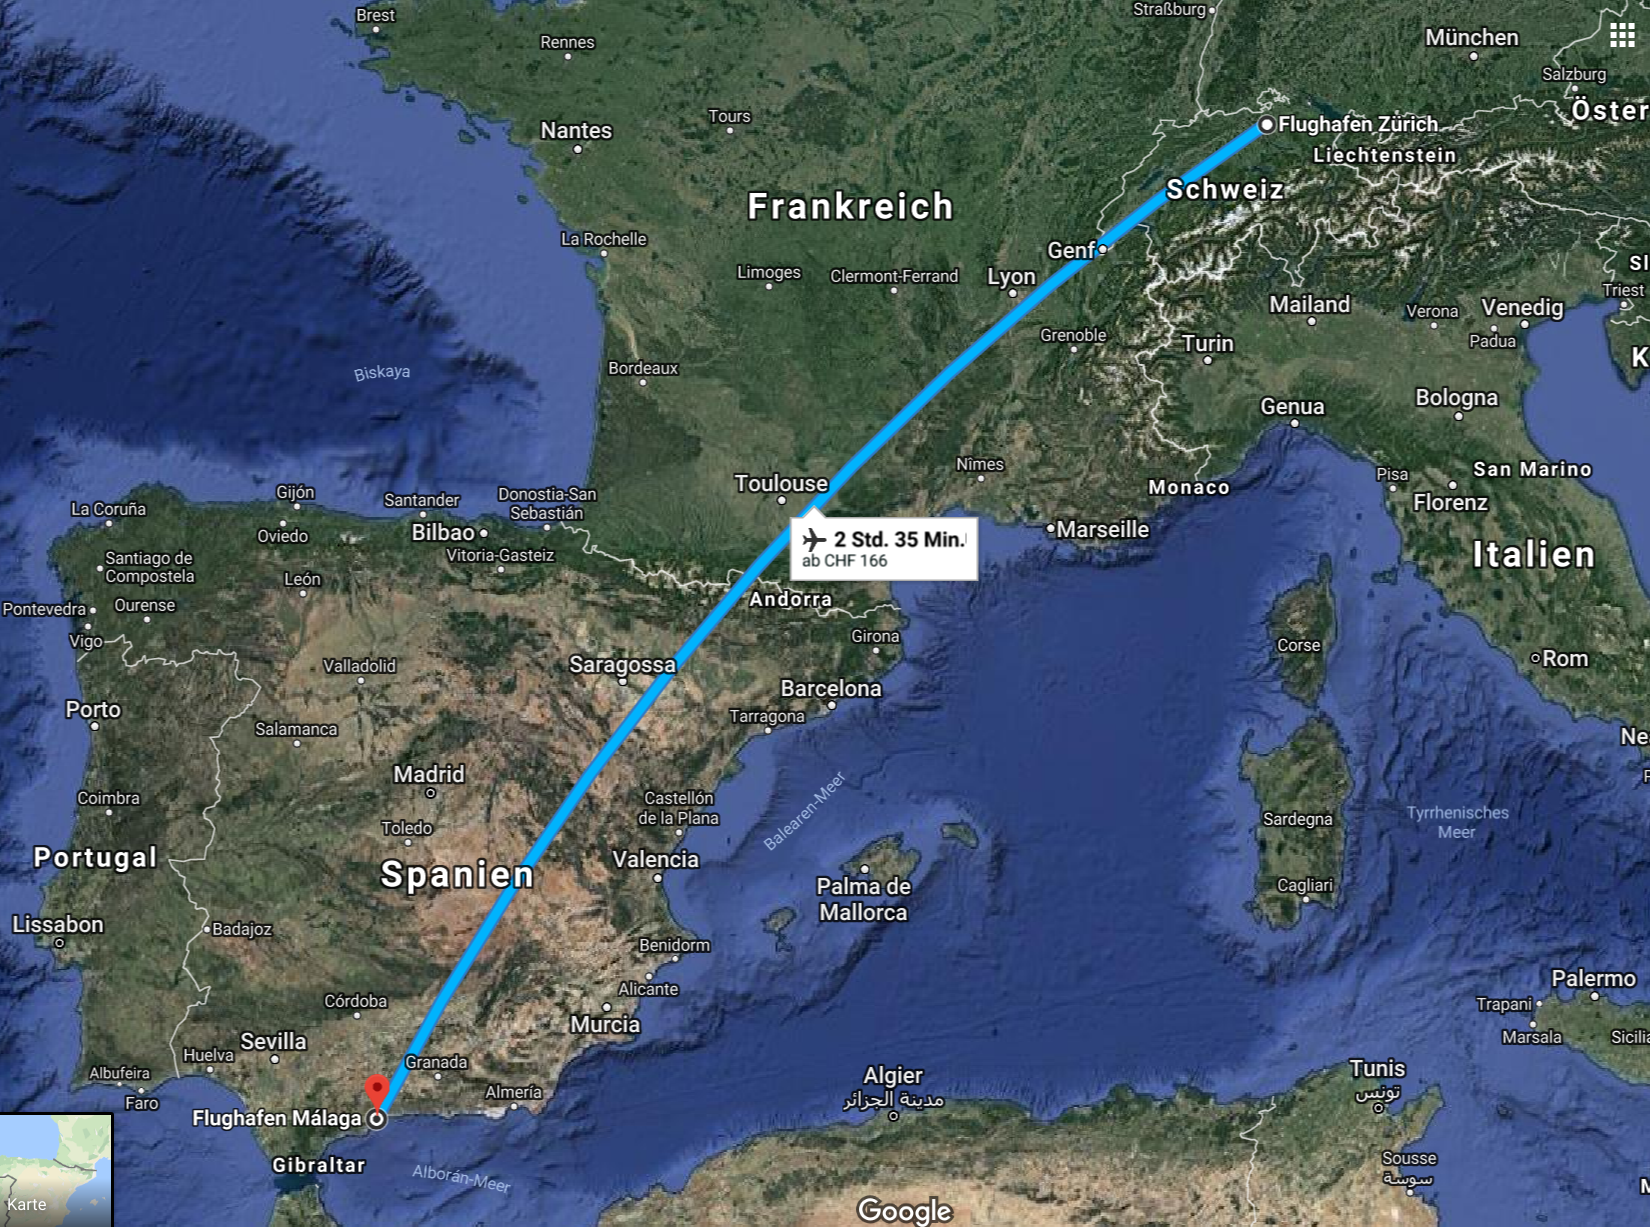 Brest
Straßburg
München
Rennes
Salzburg
Öster
Tours
Nantes
Flughafen Zürich
Liechtenstein
Schweiz
Frankreich
La Rochelle
Genf
Limoges
Clermont-Ferrand
Lyon
Mailand
Verona
Venedig
Triest
Sl
Grenoble
Turin
Padua
K
Biskaya
Bordeaux
Genua
Bologna
Toulouse
Nîmes
Monaco
Pisa
San Marino
Florenz
La Coruña
Gijón
Santander
Donostia-San
Sebastián
Oviedo
Bilbao
Marseille
2 Std. 35 Min.
ab CHF 166
Italien
Santiago de
Compostela
Vitoria-Gasteiz
León
Andorra
Pontevedra
Ourense
Vigo
Girona
Corse
Rom
Valladolid
Saragossa
Barcelona
Porto
Tarragona
Salamanca
Ne
Madrid
Coimbra
Castellón
de la Plana
Balearen-Meer
Sardegna
Tyrrhenisches
Meer
Toledo
Portugal
Spanien
Valencia
Palma de
Mallorca
Cagliari
Lissabon
Badajoz
Benidorm
Alicante
Palermo
Córdoba
Trapani
Murcia
Marsala
Sicilia
Sevilla
Huelva
Granada
Albufeira
Faro
Almería
Algier
مدينة الجزائر
Tunis
تونس
Flughafen Málaga
Gibraltar
Alborán-Meer
Sousse
سوسة
M
Karte
Google